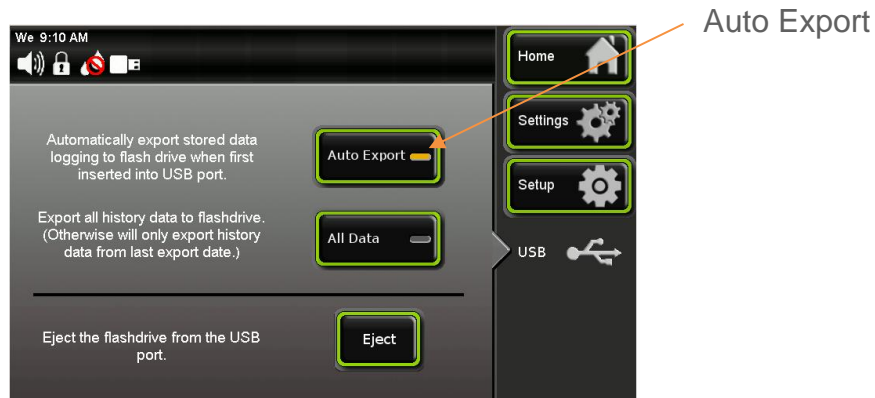 Auto Export
We 9:10 AM
Home
Automatically export stored data
logging to flash drive when first
inserted into USB port.
Auto Export
Settings
Setup
Export all history data to flashdrive.
(Otherwise will only export history
data from last export date.)
All Data
USB
Eject the flashdrive from the USB
port.
Eject